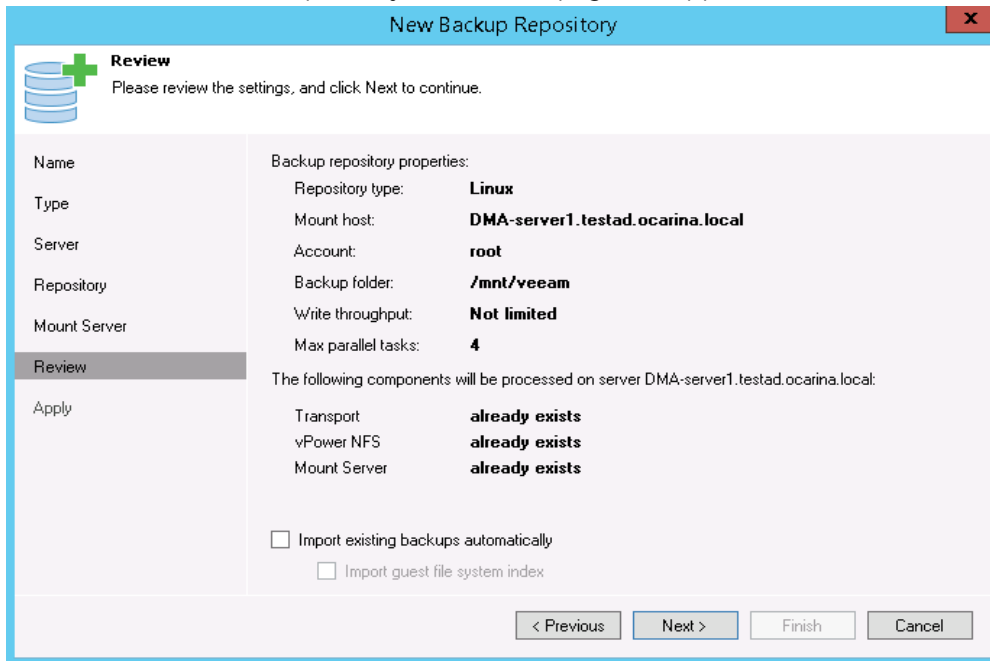 New Backup Repository
x
Review
Please review the settings, and click Next to continue.
Name
Type
Server
Repository
Mount Server
Review
Apply
Backup repository properties:
Repository type: Linux
Mount host: DMA-server1.testad.ocarina.local
Account: root
Backup folder: /mnt/veeam
Write throughput: Not limited
Max parallel tasks: 4
The following components will be processed on server DMA-server1.testad.ocarina.local:
Transport already exists
vPower NFS already exists
Mount Server already exists
Import existing backups automatically
Import guest file system index
< Previous Next > Finish Cancel